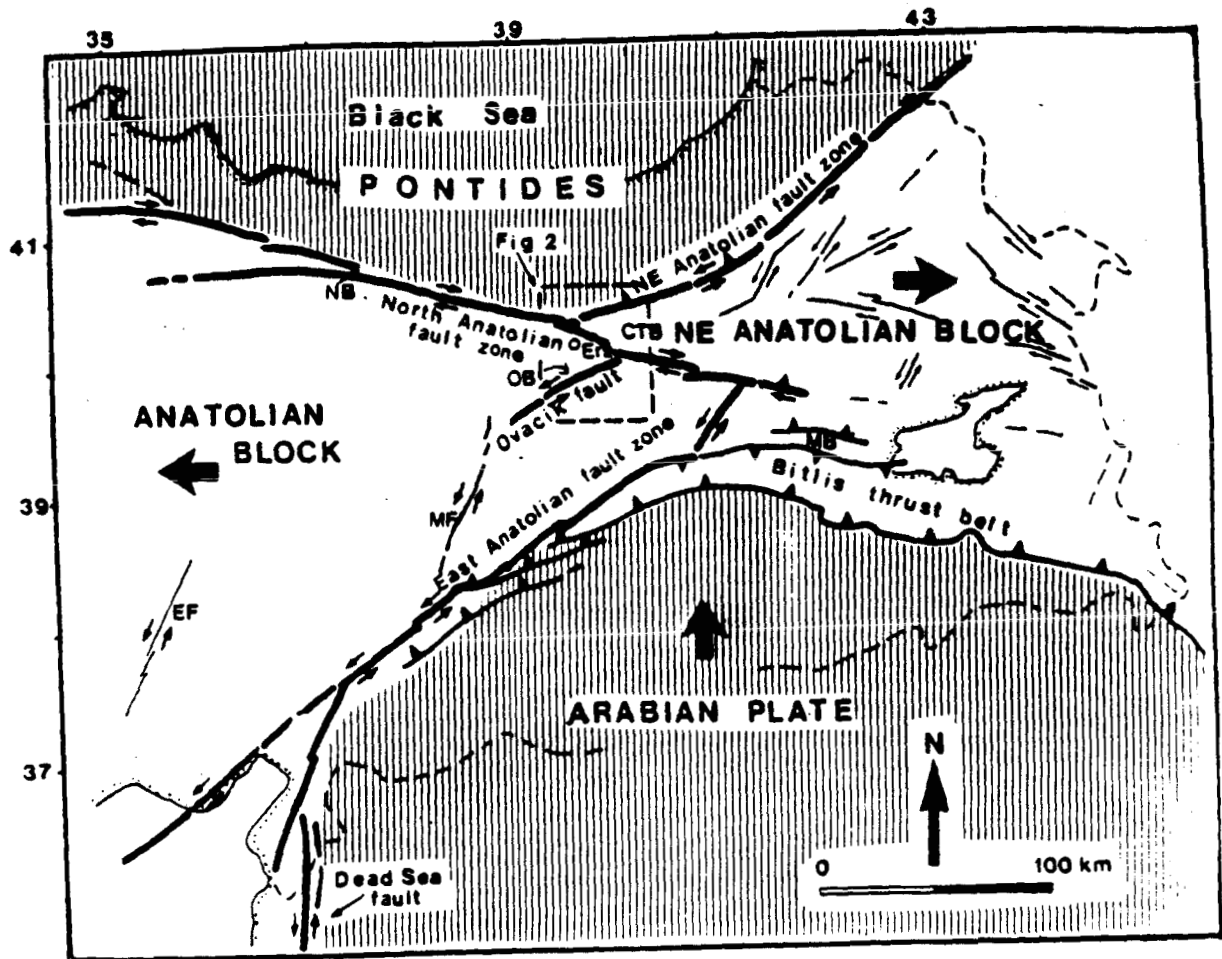 35
39
43
Black Sea
PONTIDES
NE Anatolian fault zone
41
Fig 2
NB
North Anatolian
fault zone
CTB
NE ANATOLIAN
BLOCK
OB
Ovacik fault
ANATOLIAN
BLOCK
MB
Bitlis thrust belt
39
MF
East Anatolian fault zone
EF
ARABIAN PLATE
37
N
0
100 km
Dead Sea
fault